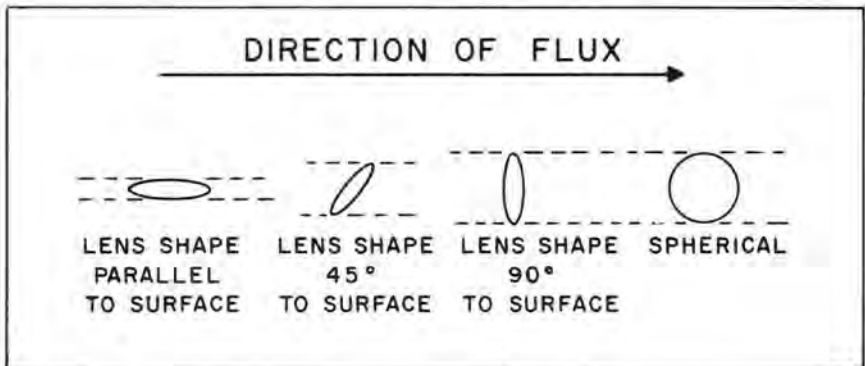 DIRECTION OF FLUX
LENS SHAPE
PARALLEL
TO SURFACE
LENS SHAPE
45°
TO SURFACE
LENS SHAPE
90°
TO SURFACE
SPHERICAL